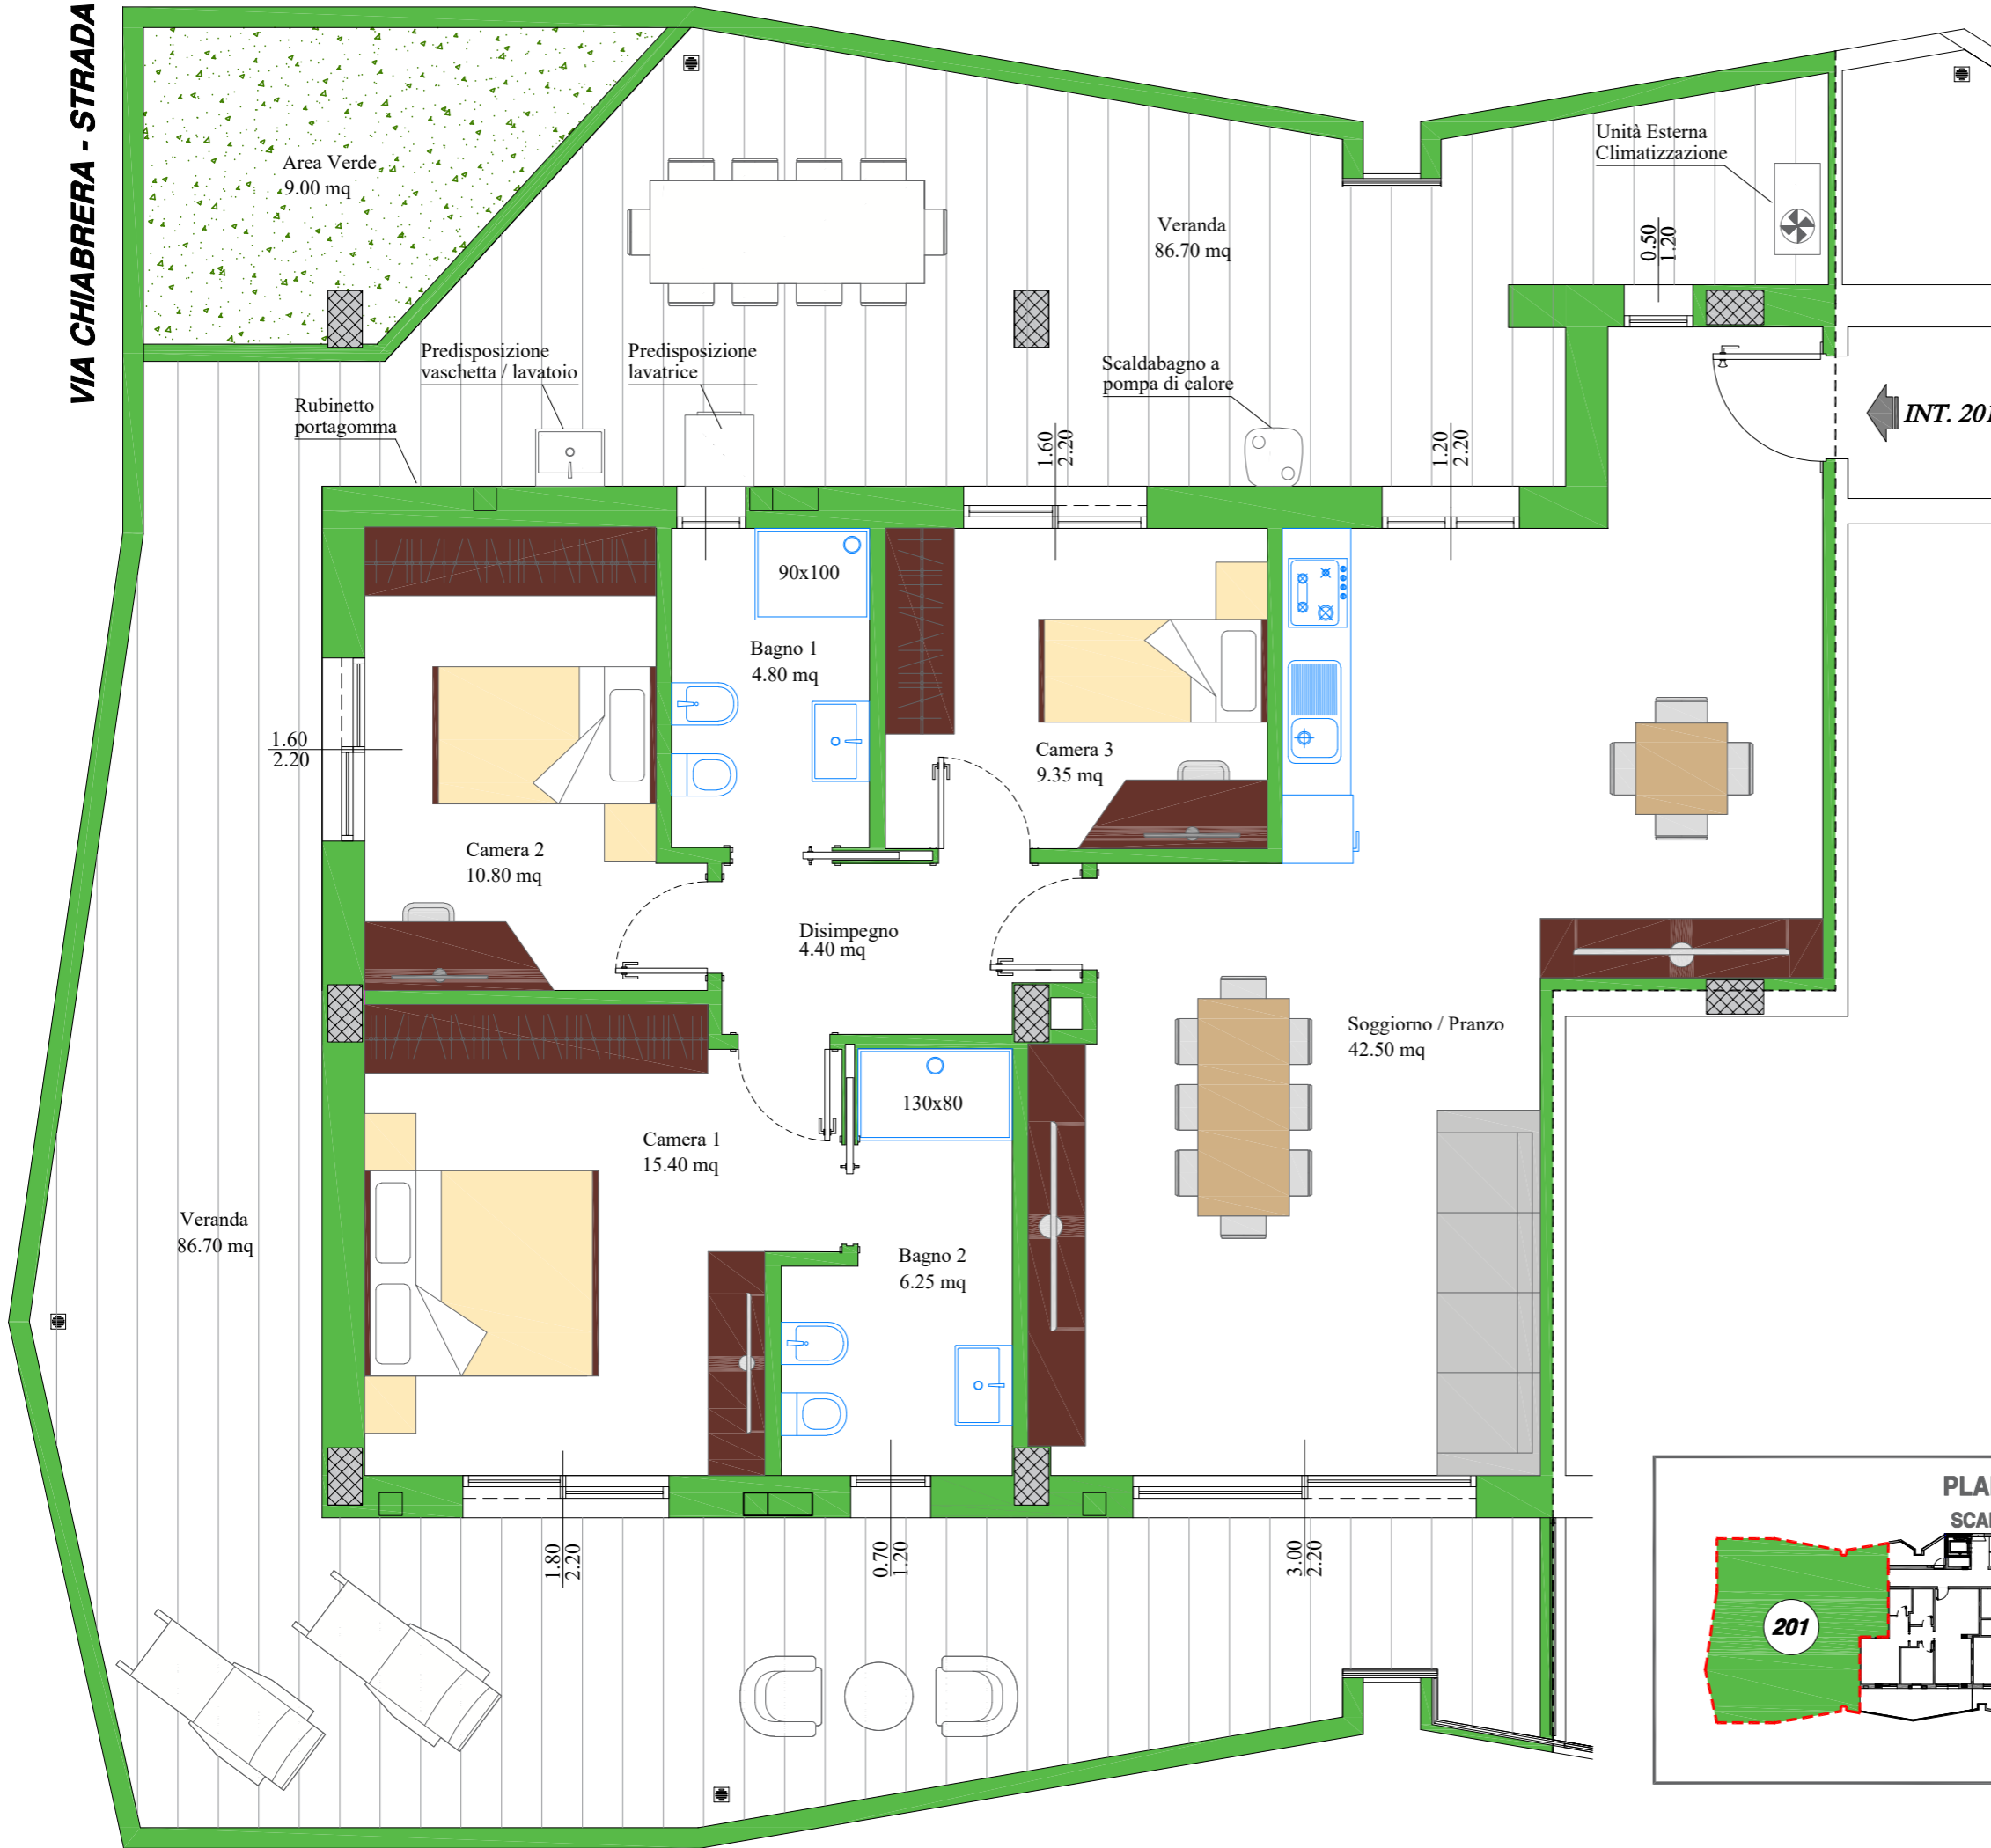 VIA CHIABRERA - STRADA
Area Verde
9.00 mq
Unità Esterna
Climatizzazione
Veranda
86.70 mq
0.50
1.20
Predisposizione
vaschetta / lavatoio
Predisposizione
lavatrice
Scaldabagno a
pompa di calore
Rubinetto
portagomma
INT. 201
1.60
2.20
1.20
2.20
90x100
Bagno 1
4.80 mq
1.60
2.20
Camera 3
9.35 mq
Camera 2
10.80 mq
Disimpegno
4.40 mq
Soggiorno / Pranzo
42.50 mq
130x80
Camera 1
15.40 mq
Veranda
86.70 mq
Bagno 2
6.25 mq
1.80
2.20
0.70
1.20
3.00
2.20
201